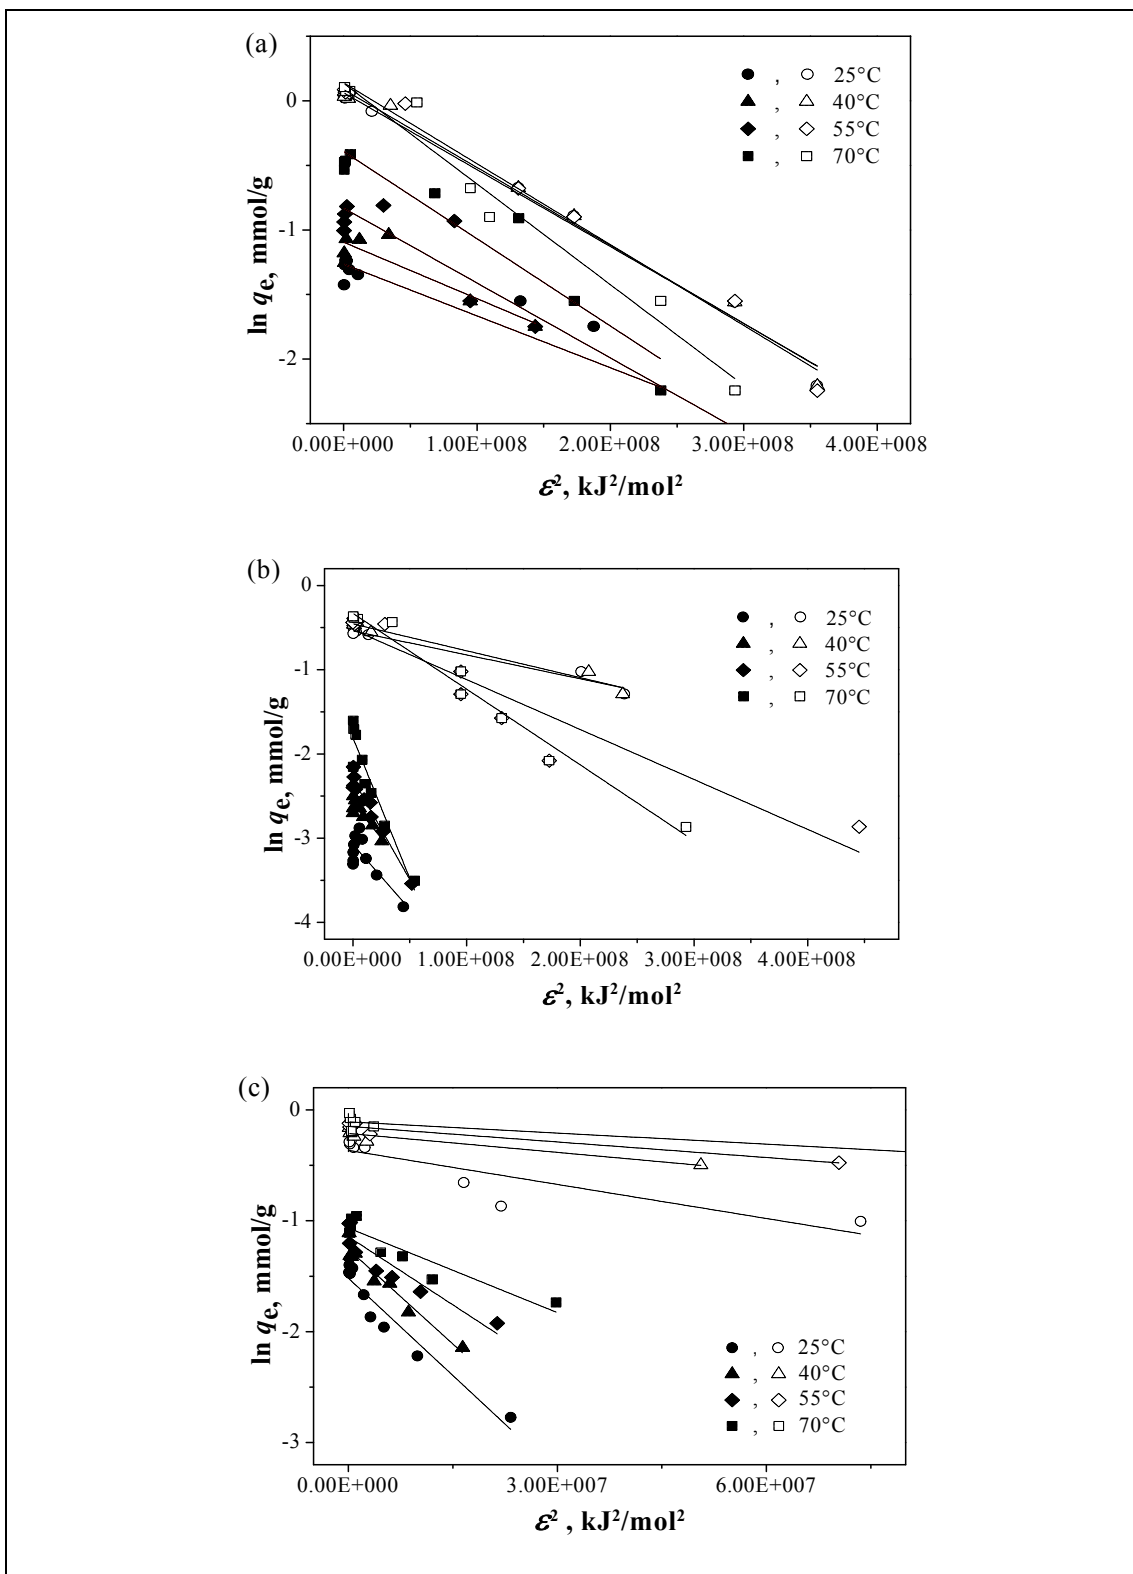 (a)
0
-1
-2
ln qe, mmol/g
● , ○ 25°C
▲ , △ 40°C
◆ , ◇ 55°C
■ , □ 70°C
0.00E+000 1.00E+008 2.00E+008 3.00E+008 4.00E+008
ε², kJ²/mol²
(b)
0
-1
-2
-3
-4
ln qe, mmol/g
● , ○ 25°C
▲ , △ 40°C
◆ , ◇ 55°C
■ , □ 70°C
0.00E+000 1.00E+008 2.00E+008 3.00E+008 4.00E+008
ε², kJ²/mol²
(c)
0
-1
-2
-3
ln qe, mmol/g
● , ○ 25°C
▲ , △ 40°C
◆ , ◇ 55°C
■ , □ 70°C
0.00E+000 3.00E+007 6.00E+007
ε² , kJ²/mol²